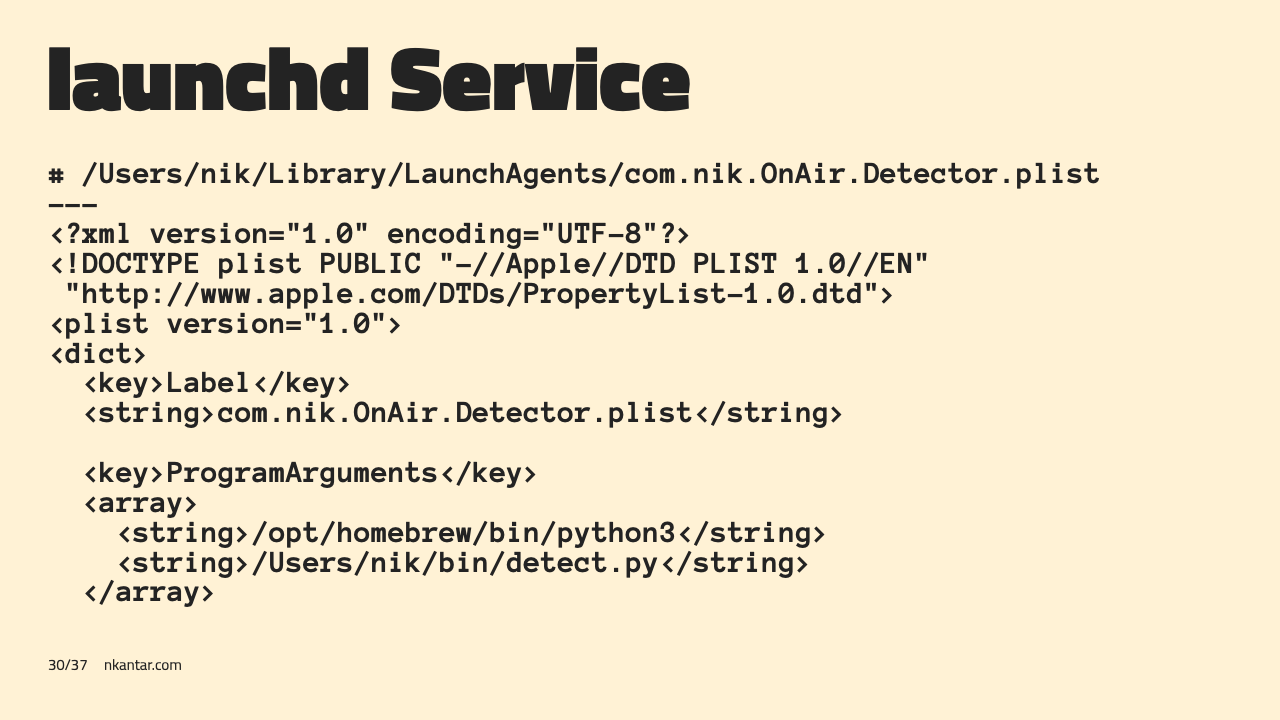 launchd Service
# /Users/nik/Library/LaunchAgents/com.nik.OnAir.Detector.plist
---
<?xml version="1.0" encoding="UTF-8"?>
<!DOCTYPE plist PUBLIC "-//Apple//DTD PLIST 1.0//EN"
 "http://www.apple.com/DTDs/PropertyList-1.0.dtd">
<plist version="1.0">
<dict>
  <key>Label</key>
  <string>com.nik.OnAir.Detector.plist</string>

  <key>ProgramArguments</key>
  <array>
    <string>/opt/homebrew/bin/python3</string>
    <string>/Users/nik/bin/detect.py</string>
  </array>
30/37 nkantar.com